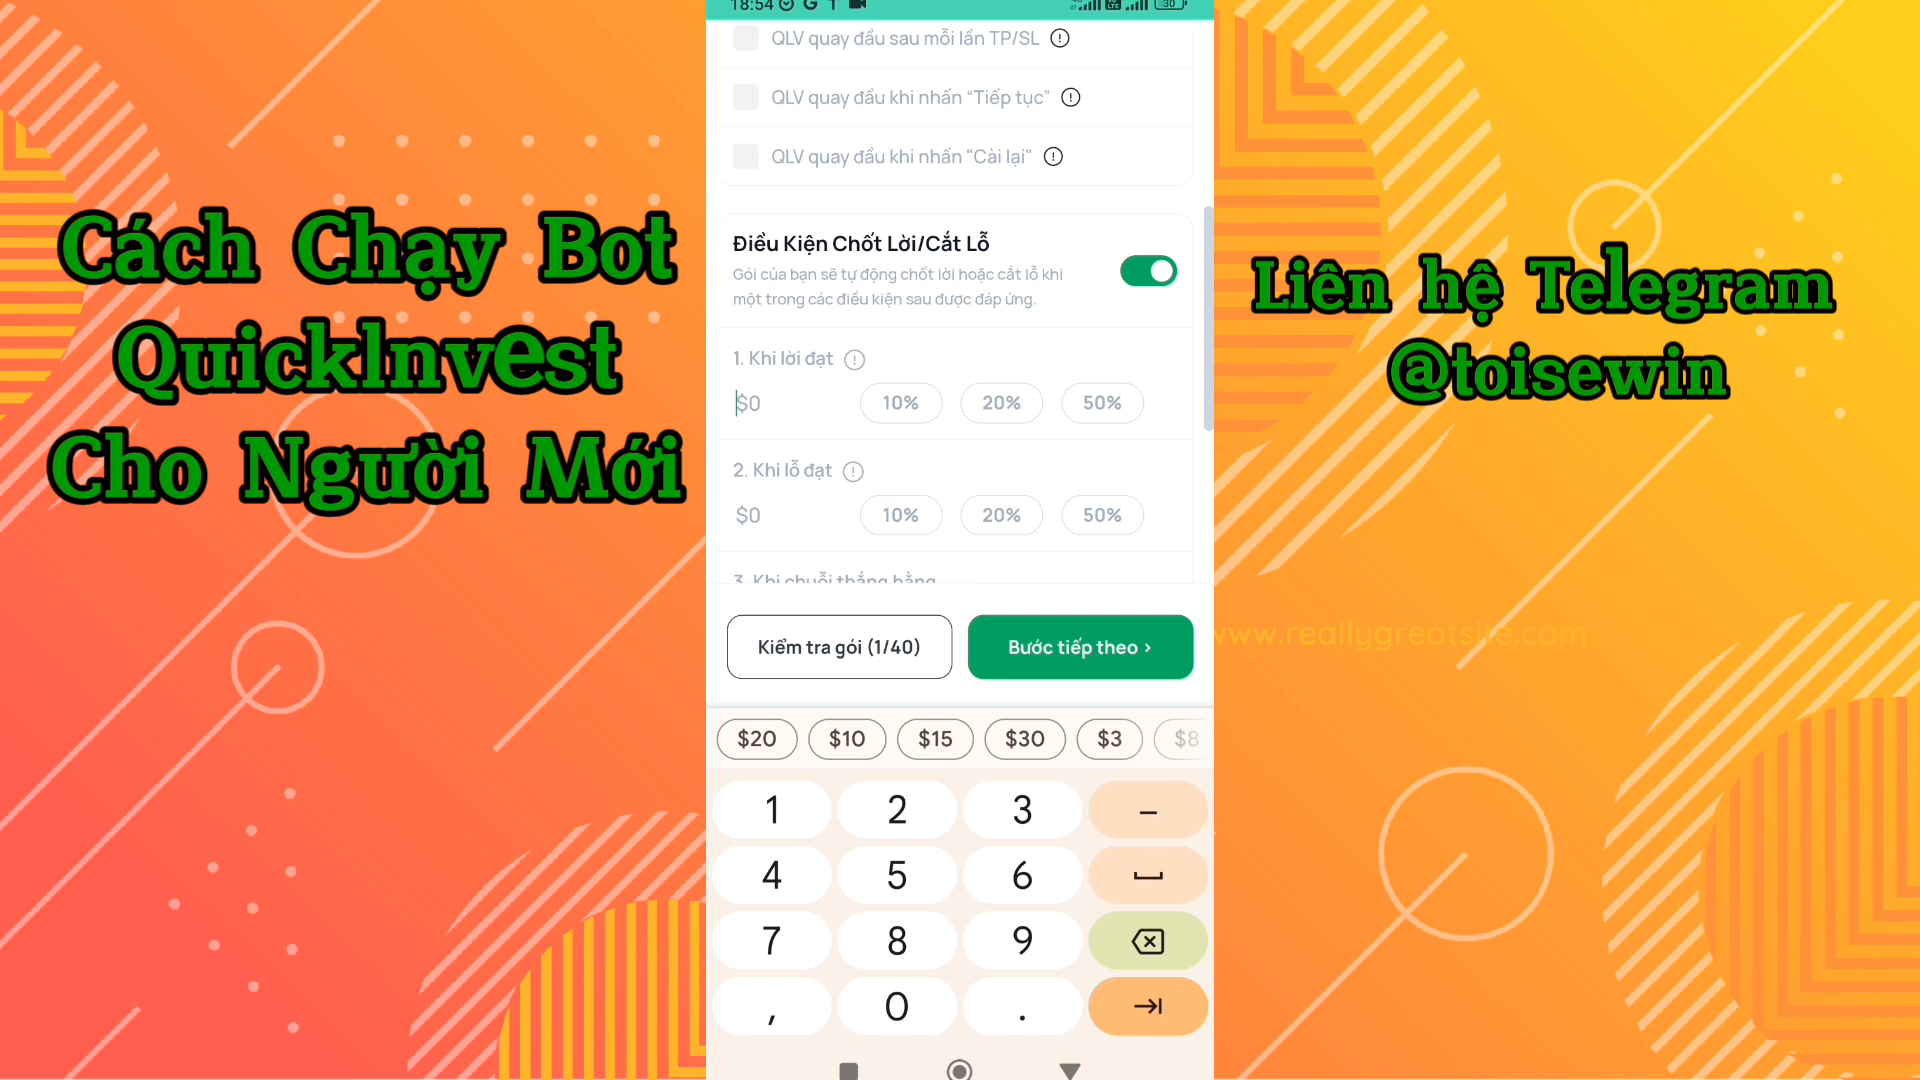 18:54
QLV quay đầu sau mỗi lần TP/SL
QLV quay đầu khi nhấn “Tiếp tục”
QLV quay đầu khi nhấn "Cài lại"
Điều Kiện Chốt Lời/Cắt Lỗ
Gói của bạn sẽ tự động chốt lời hoặc cắt lỗ khi
một trong các điều kiện sau được đáp ứng.
1. Khi lời đạt
$0 10% 20% 50%
2. Khi lỗ đạt
$0 10% 20% 50%
3. Khi chuỗi thắng bằng
Kiểm tra gói (1/40) Bước tiếp theo ›
$20 $10 $15 $30 $3 $8
1 2 3 –
4 5 6
7 8 9
, 0 .
Cách Chạy Bot
QuickInvest
Cho Người Mới
Liên hệ Telegram
@toisewin
www.reallygreatsite.com